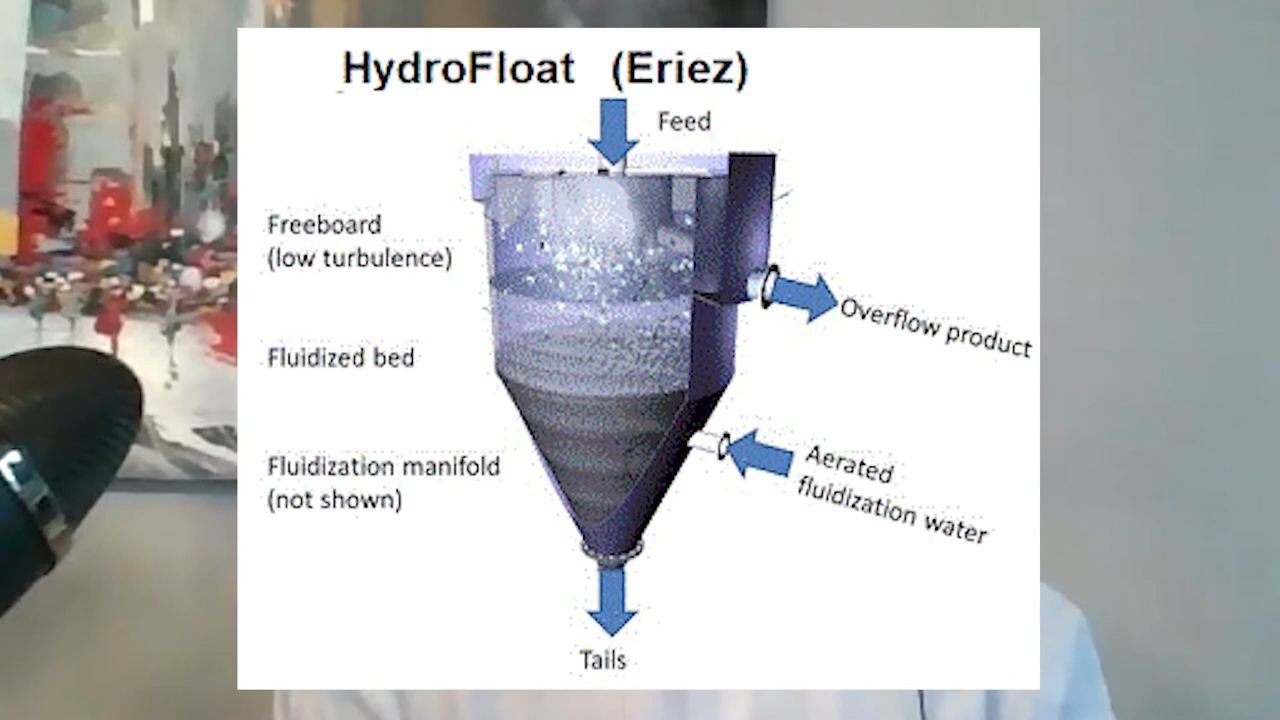 HydroFloat (Eriez)
Feed
Freeboard
(low turbulence)
Overflow product
Fluidized bed
Aerated
fluidization water
Fluidization manifold
(not shown)
Tails